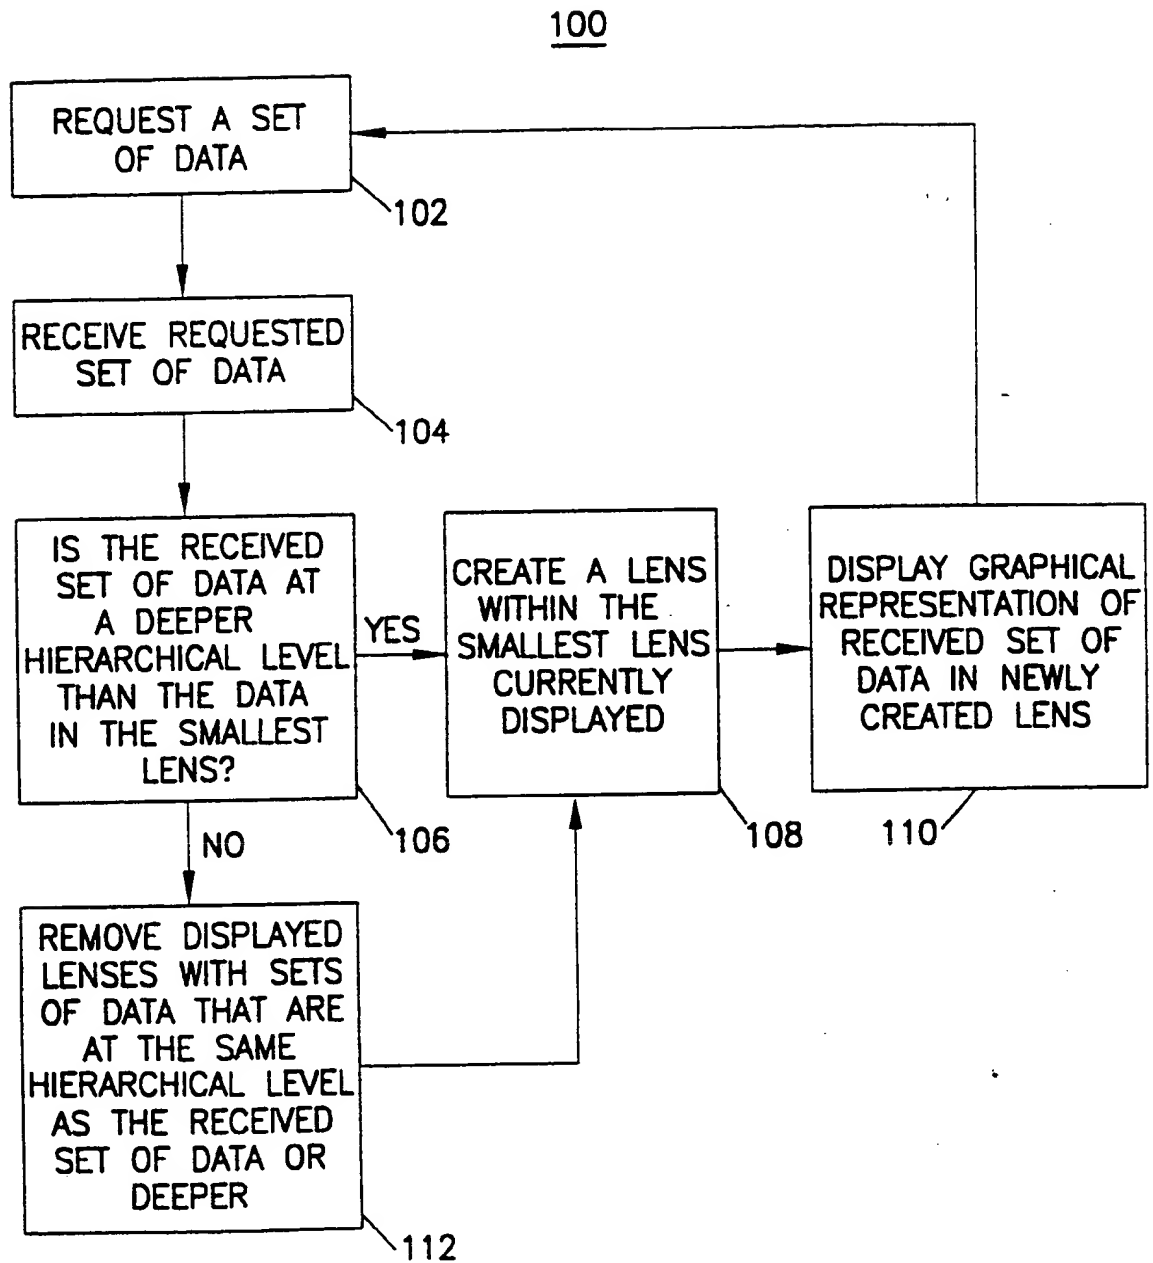 100
REQUEST A SET
OF DATA
102
RECEIVE REQUESTED
SET OF DATA
104
IS THE RECEIVED
SET OF DATA AT
A DEEPER
HIERARCHICAL LEVEL
THAN THE DATA
IN THE SMALLEST
LENS?
106
YES
CREATE A LENS
WITHIN THE
SMALLEST LENS
CURRENTLY
DISPLAYED
108
DISPLAY GRAPHICAL
REPRESENTATION OF
RECEIVED SET OF
DATA IN NEWLY
CREATED LENS
110
NO
REMOVE DISPLAYED
LENSES WITH SETS
OF DATA THAT ARE
AT THE SAME
HIERARCHICAL LEVEL
AS THE RECEIVED
SET OF DATA OR
DEEPER
112